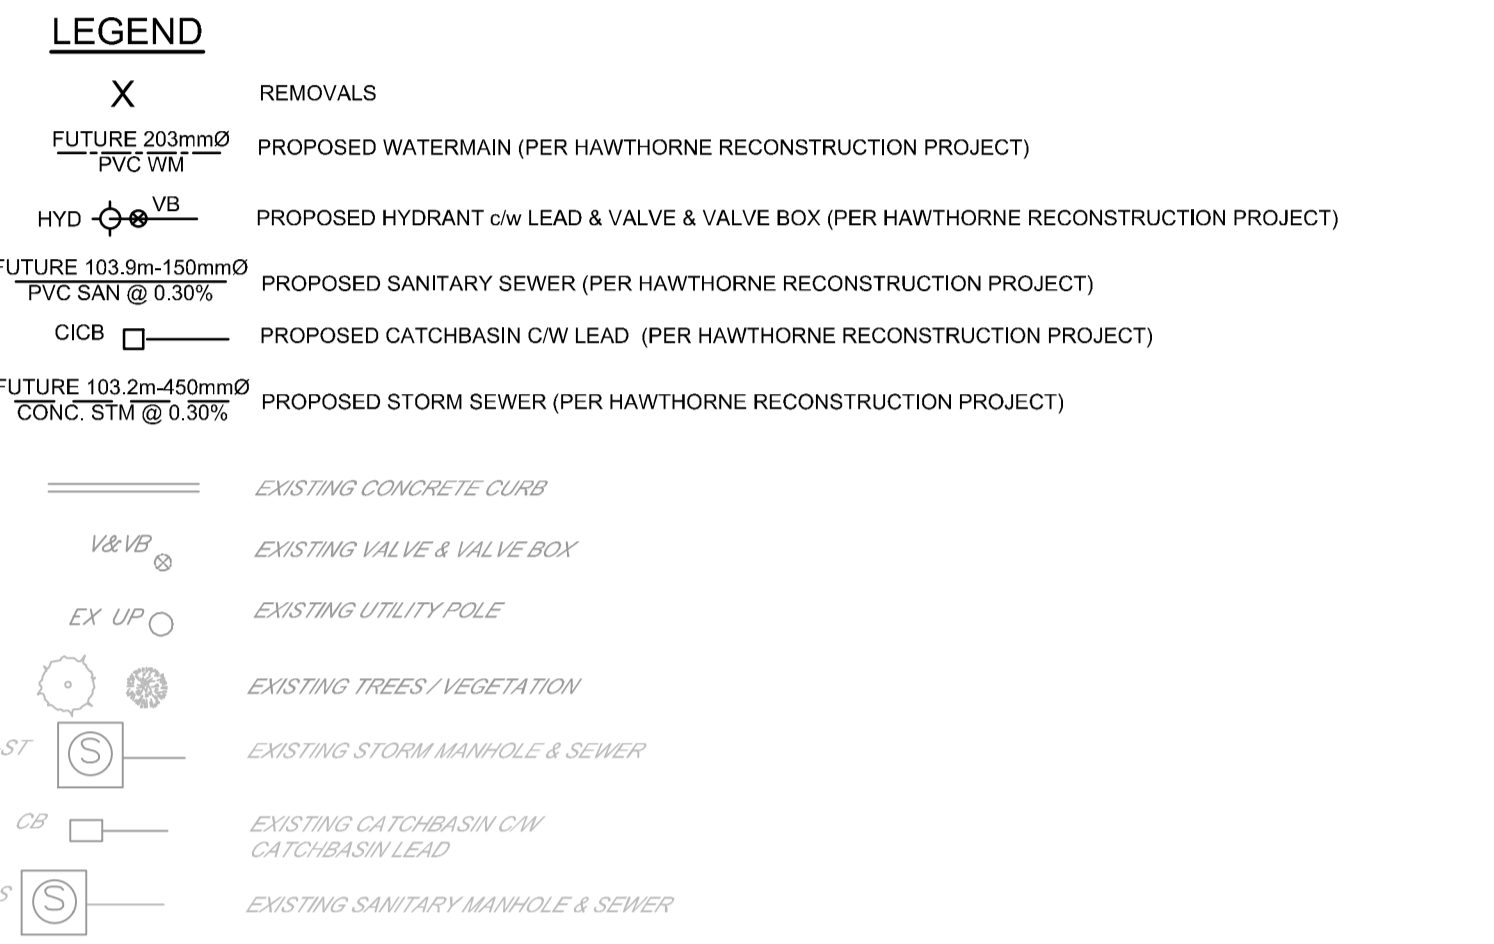 LEGEND
X REMOVALS
FUTURE 203mmØ
PVC WM
PROPOSED WATERMAIN (PER HAWTHORNE RECONSTRUCTION PROJECT)
HYD VB PROPOSED HYDRANT c/w LEAD & VALVE & VALVE BOX (PER HAWTHORNE RECONSTRUCTION PROJECT)
FUTURE 103.9m-150mmØ
PVC SAN @ 0.30%
PROPOSED SANITARY SEWER (PER HAWTHORNE RECONSTRUCTION PROJECT)
CICB PROPOSED CATCHBASIN C/W LEAD (PER HAWTHORNE RECONSTRUCTION PROJECT)
FUTURE 103.2m-450mmØ
CONC. STM @ 0.30%
PROPOSED STORM SEWER (PER HAWTHORNE RECONSTRUCTION PROJECT)
EXISTING CONCRETE CURB
V&VB EXISTING VALVE & VALVE BOX
EX UP EXISTING UTILITY POLE
EXISTING TREES / VEGETATION
ST S EXISTING STORM MANHOLE & SEWER
CB EXISTING CATCHBASIN C/W
CATCHBASIN LEAD
S S EXISTING SANITARY MANHOLE & SEWER